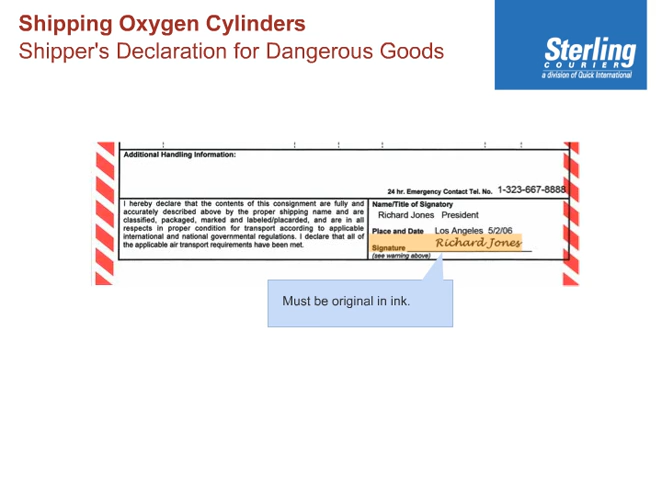 Shipping Oxygen Cylinders
Shipper's Declaration for Dangerous Goods
Sterling
COURIER
a division of Quick International
Additional Handling Information:
24 hr. Emergency Contact Tel. No. 1-323-667-8888
I hereby declare that the contents of this consignment are fully and
accurately described above by the proper shipping name and are
classified, packaged, marked and labeled/placarded, and are in all
respects in proper condition for transport according to applicable
international and national governmental regulations. I declare that all of
the applicable air transport requirements have been met.
Name/Title of Signatory
Richard Jones President
Place and Date Los Angeles 5/2/06
Signature Richard Jones
(see warning above)
Must be original in ink.